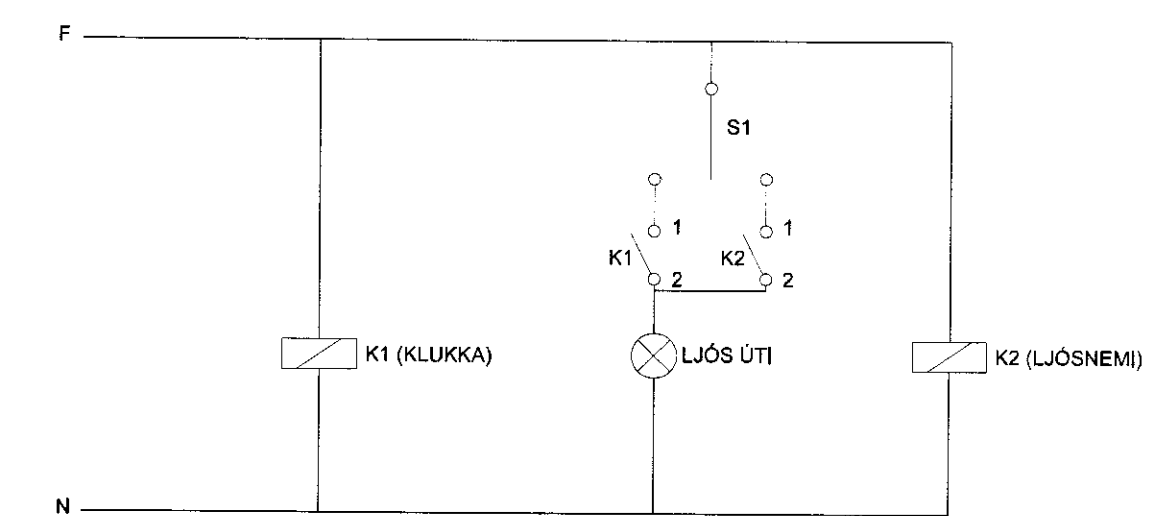 F
S1
1
1
K1
K2
2
2
K1 (KLUKKA)
LJÓS ÚTI
K2 (LJÓSNEMI)
N